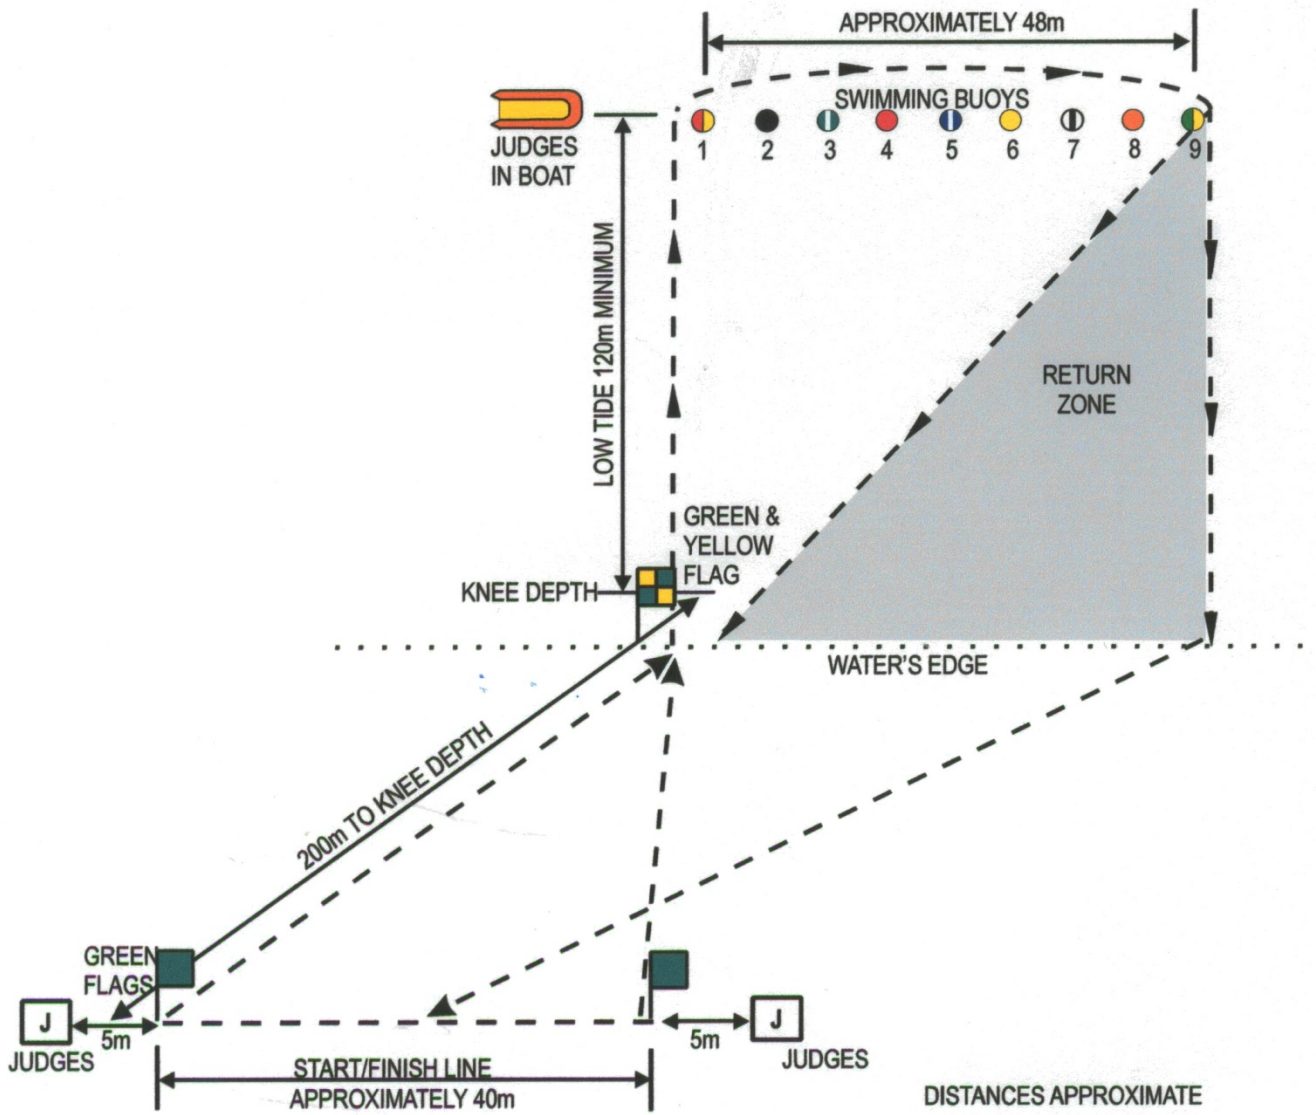 APPROXIMATELY 48m
SWIMMING BUOYS
1 2 3 4 5 6 7 8 9
JUDGES
IN BOAT
LOW TIDE 120m MINIMUM
RETURN
ZONE
GREEN &
YELLOW
FLAG
KNEE DEPTH
WATER'S EDGE
200m TO KNEE DEPTH
GREEN
FLAGS
J
5m
JUDGES
5m
J
JUDGES
START/FINISH LINE
APPROXIMATELY 40m
DISTANCES APPROXIMATE